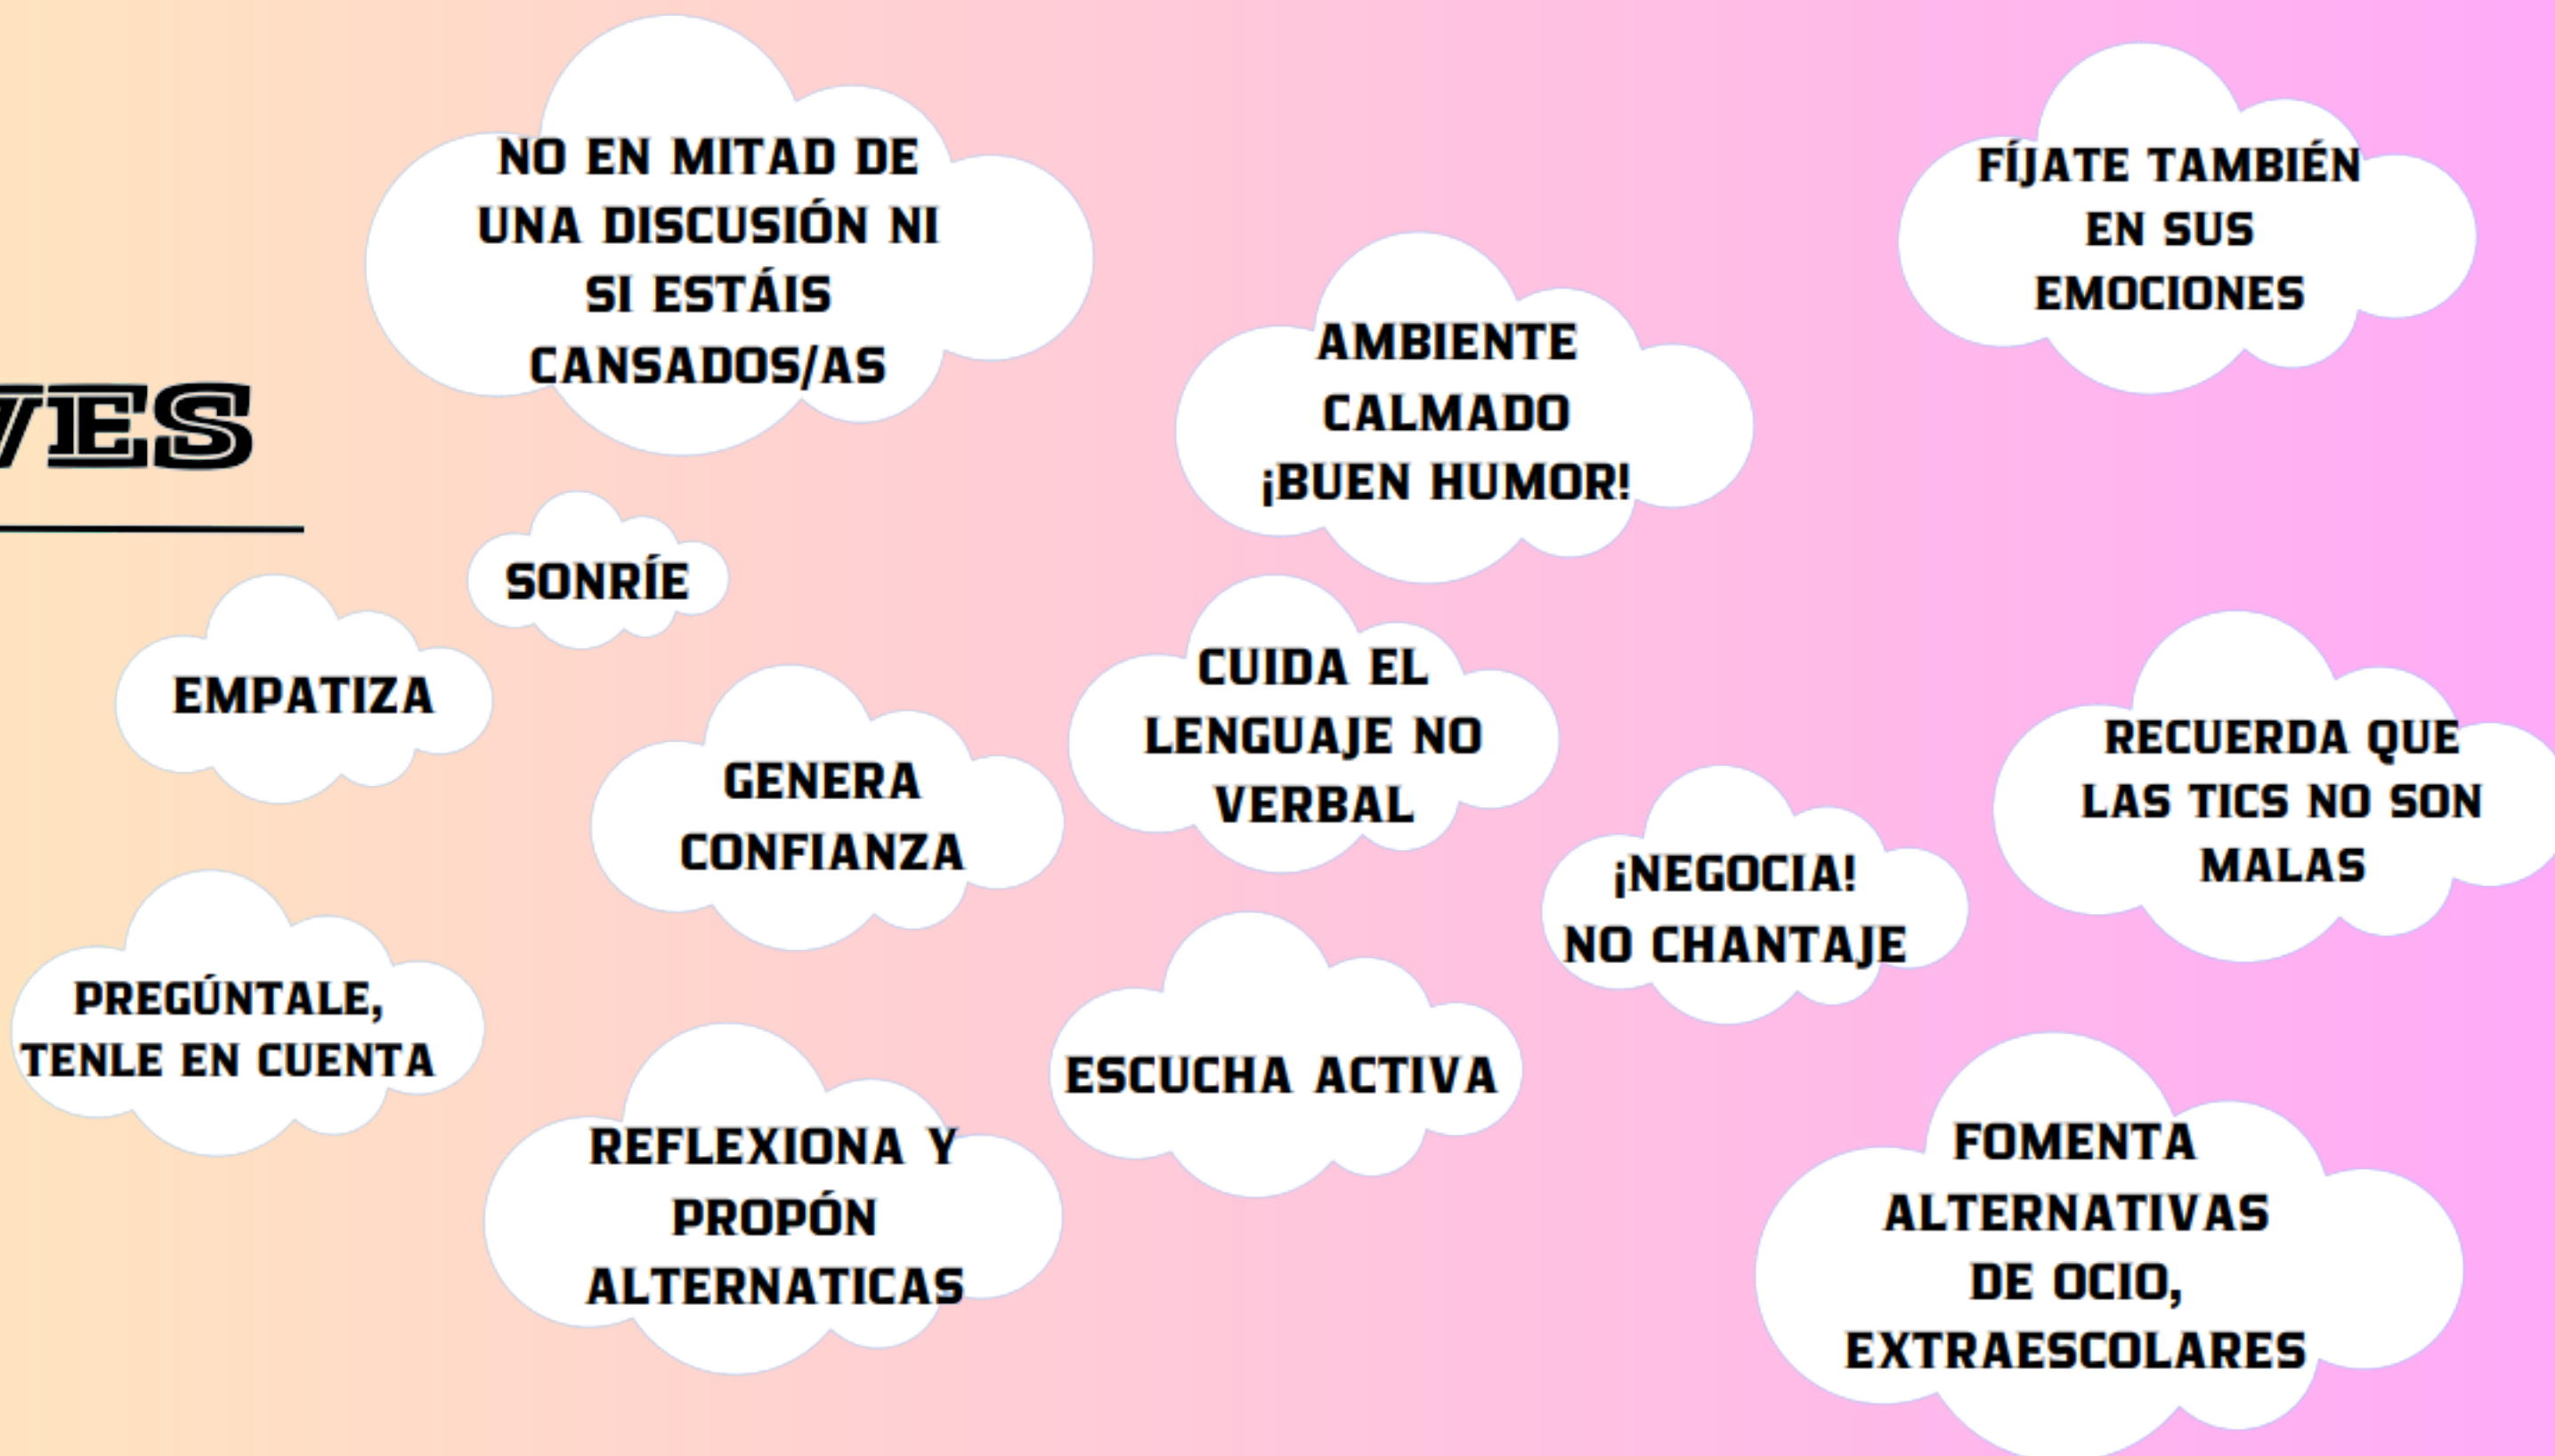 NO EN MITAD DE
UNA DISCUSIÓN NI
SI ESTÁIS
CANSADOS/AS
FÍJATE TAMBIÉN
EN SUS
EMOCIONES
AMBIENTE
CALMADO
¡BUEN HUMOR!
VES
SONRÍE
EMPATIZA
CUIDA EL
LENGUAJE NO
VERBAL
GENERA
CONFIANZA
RECUERDA QUE
LAS TICS NO SON
MALAS
¡NEGOCIA!
NO CHANTAJE
PREGÚNTALE,
TENLE EN CUENTA
ESCUCHA ACTIVA
REFLEXIONA Y
PROPÓN
ALTERNATICAS
FOMENTA
ALTERNATIVAS
DE OCIO,
EXTRAESCOLARES